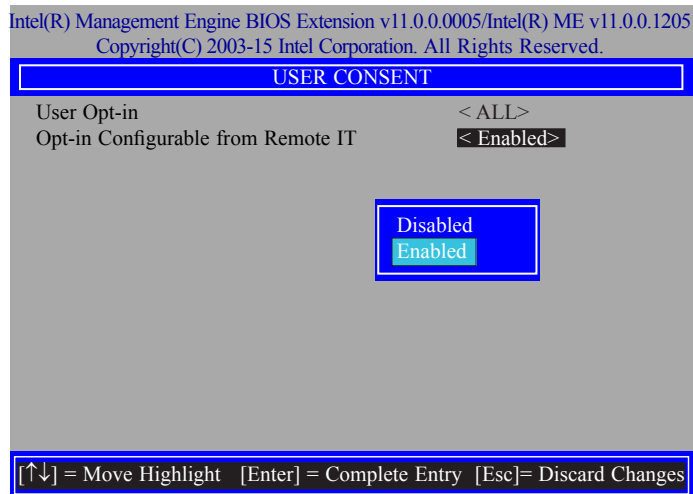 Intel(R) Management Engine BIOS Extension v11.0.0.0005/Intel(R) ME v11.0.0.1205
Copyright(C) 2003-15 Intel Corporation. All Rights Reserved.
USER CONSENT
User Opt-in < ALL>
Opt-in Configurable from Remote IT < Enabled>
Disabled
Enabled
[↑↓] = Move Highlight [Enter] = Complete Entry [Esc]= Discard Changes